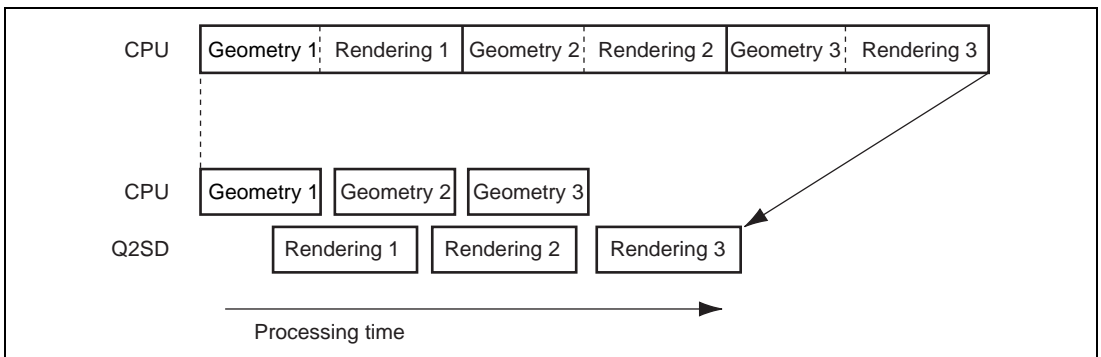 CPU Geometry 1 Rendering 1 Geometry 2 Rendering 2 Geometry 3 Rendering 3
CPU Geometry 1 Geometry 2 Geometry 3
Q2SD Rendering 1 Rendering 2 Rendering 3
Processing time